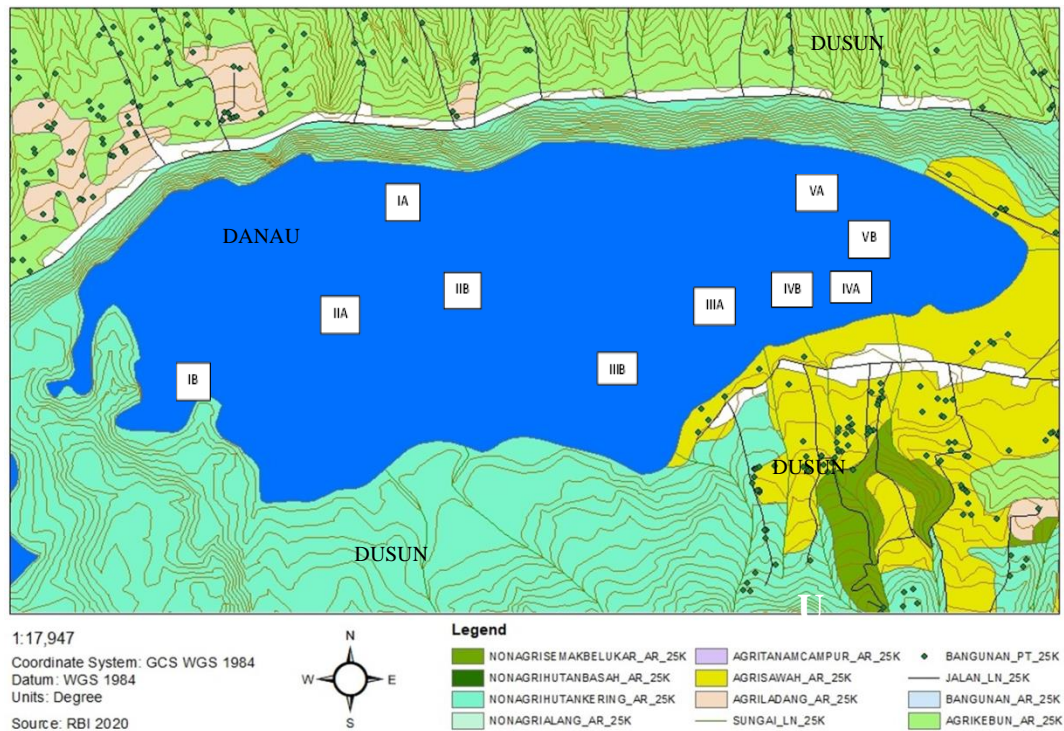 DUSUN
IA
VA
DANAU
VB
IIB
IVB
IVA
IIA
IIIA
IB
IIIB
DUSUN
DUSUN
U
1:17,947
Coordinate System: GCS WGS 1984
Datum: WGS 1984
Units: Degree
Source: RBI 2020
N
W
E
S
Legend
NONAGRISEMAKBELUKAR_AR_25K
NONAGRIHUTANBASAH_AR_25K
NONAGRIHUTANKERING_AR_25K
NONAGRIALANG_AR_25K
AGRITANAMCAMPUR_AR_25K
AGRISAWAH_AR_25K
AGRILADANG_AR_25K
SUNGAI_LN_25K
BANGUNAN_PT_25K
JALAN_LN_25K
BANGUNAN_AR_25K
AGRIKEBUN_AR_25K